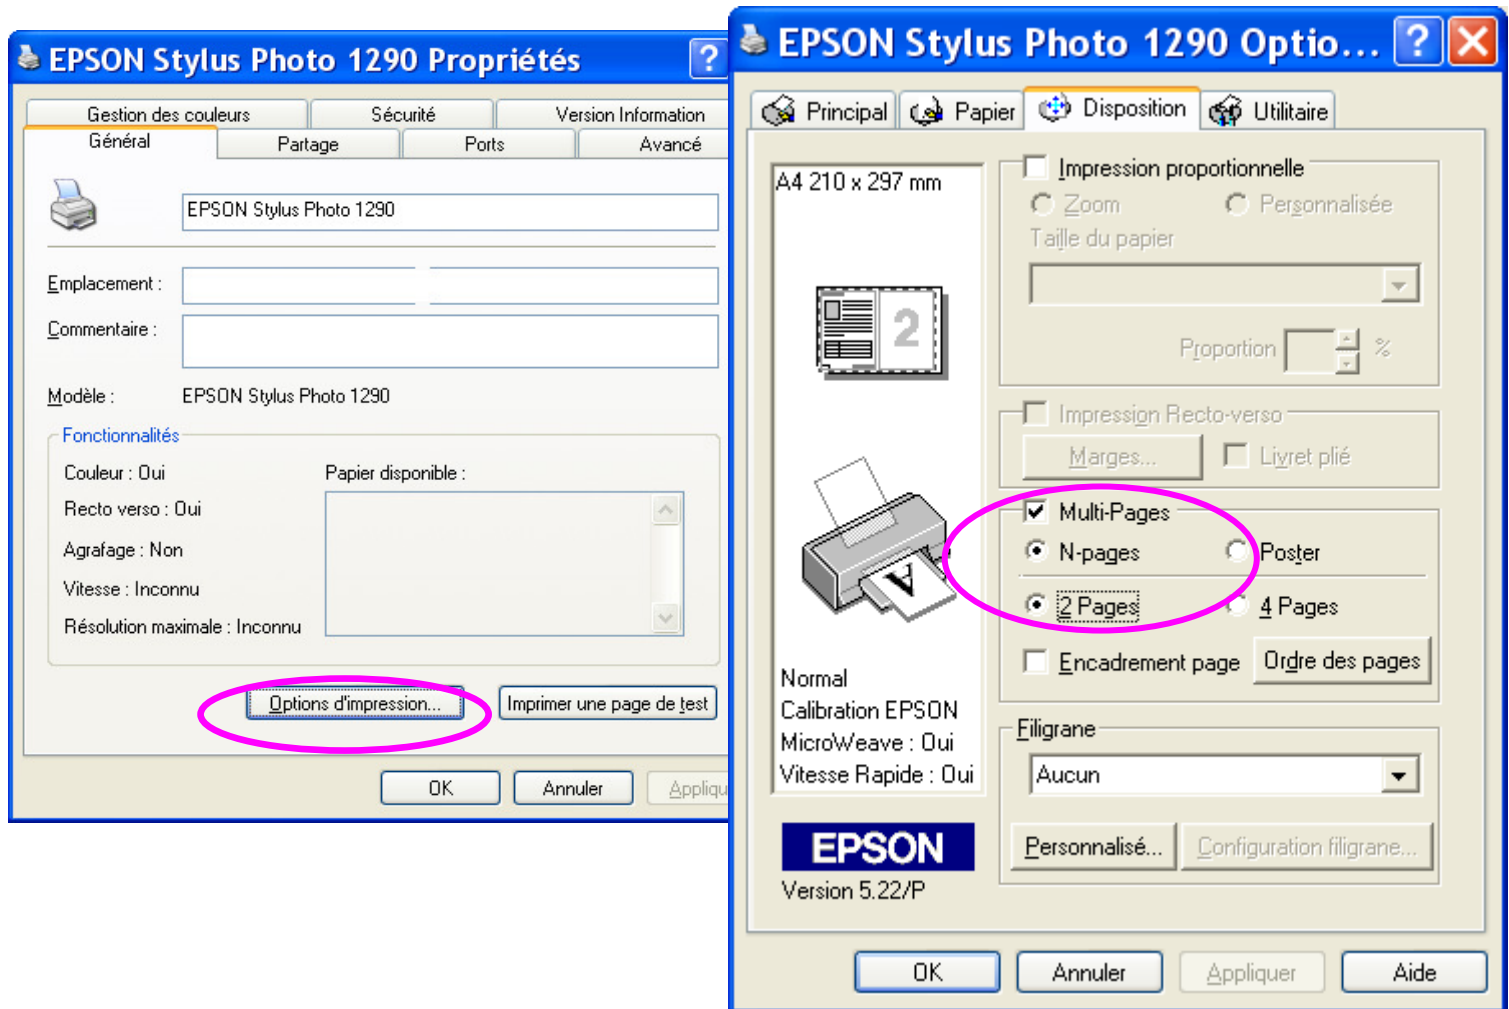 EPSON Stylus Photo 1290 Propriétés
Gestion des couleurs
Sécurité
Version Information
Général
Partage
Ports
Avancé
EPSON Stylus Photo 1290
Emplacement :
Commentaire :
Modèle : EPSON Stylus Photo 1290
Fonctionnalités
Couleur : Oui
Papier disponible :
Recto verso : Oui
Agrafage : Non
Vitesse : Inconnu
Résolution maximale : Inconnu
Options d'impression...
Imprimer une page de test
OK
Annuler
Appliqu
EPSON Stylus Photo 1290 Optio...
Principal
Papier
Disposition
Utilitaire
A4 210 x 297 mm
2
A
Normal
Calibration EPSON
MicroWeave : Oui
Vitesse Rapide : Oui
EPSON
Version 5.22/P
Impression proportionnelle
Zoom
Personnalisée
Taille du papier
Proportion %
Impression Recto-verso
Marges...
Livret plié
Multi-Pages
N-pages
Poster
2 Pages
4 Pages
Encadrement page
Ordre des pages
Filigrane
Aucun
Personnalisé...
Configuration filigrane...
OK
Annuler
Appliquer
Aide